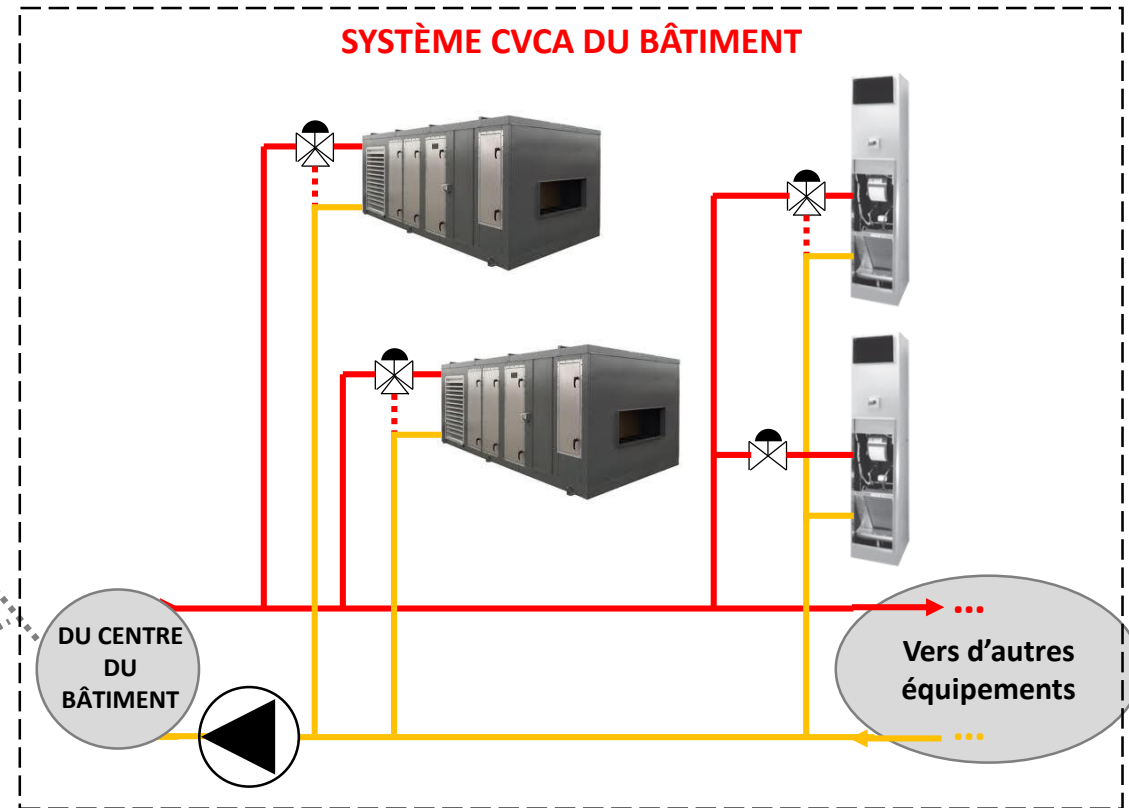 SYSTÈME CVCA DU BÂTIMENT
DU CENTRE
DU
BÂTIMENT
...
Vers d’autres
équipements
...